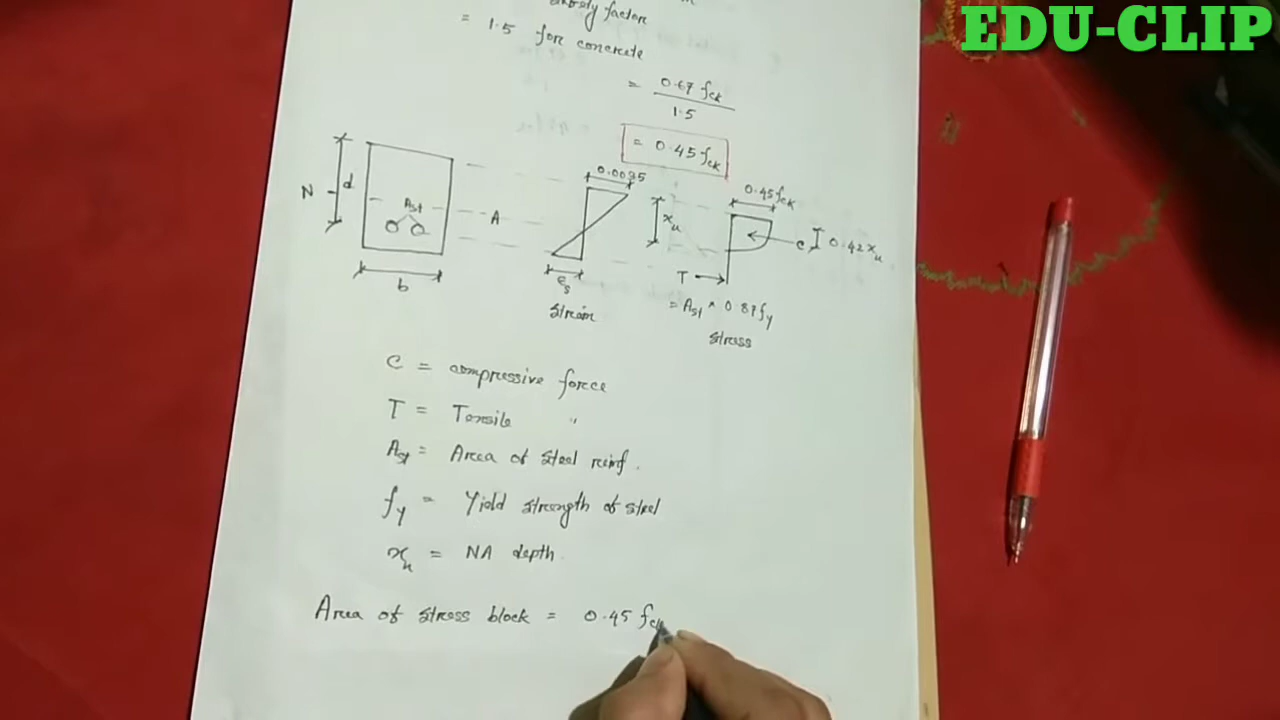 EDU-CLIP
factor
= 1.5 for concrete
= 0.67 fck
1.5
= 0.45 fck
0.0035
0.45 fck
N
d
Ast
A
xu
c
0.42 xu
T
b
es
= Ast × 0.87 fy
Strain
Stress
C = compressive force
T = Tensile "
Ast = Area of steel reinf.
fy = Yield strength of steel
xu = NA depth.
Area of stress block = 0.45 fck